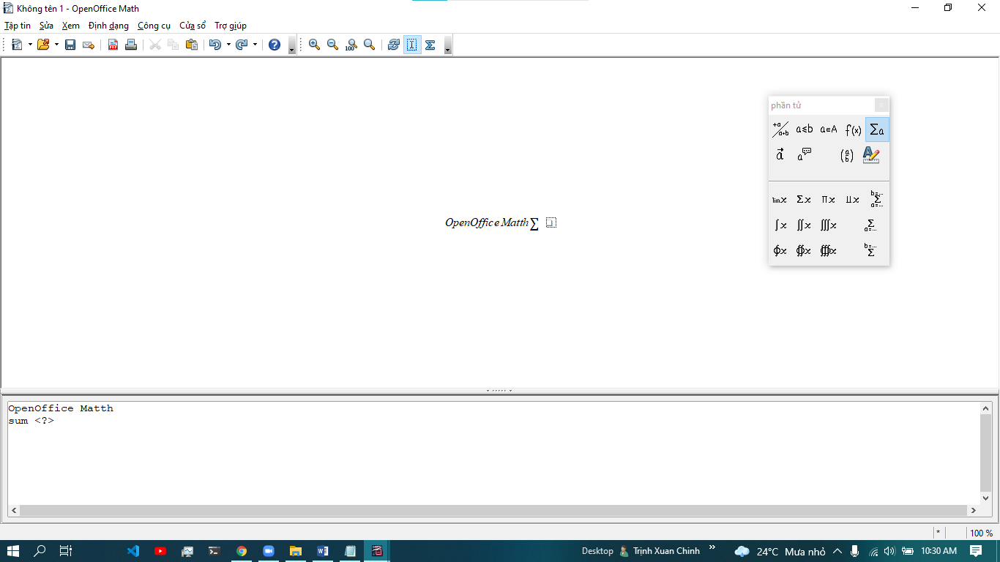 Không tên 1 - OpenOffice Math
Tập tin Sửa Xem Định dạng Công cụ Cửa sổ Trợ giúp
PDF 100
phần tử
+a/a+b a≤b a∈A f(x) Σa
a⃗ a (a/b)
lim x Σx ∏x ∐x b=... Σ a=...
∫x ∬x ∭x Σ a=...
∮x ∯x ∰x b=... Σ
OpenOffice Matth∑
OpenOffice Matth
sum <?>
* 100 %
Desktop Trịnh Xuan Chinh » 24°C Mưa nhỏ 10:30 AM